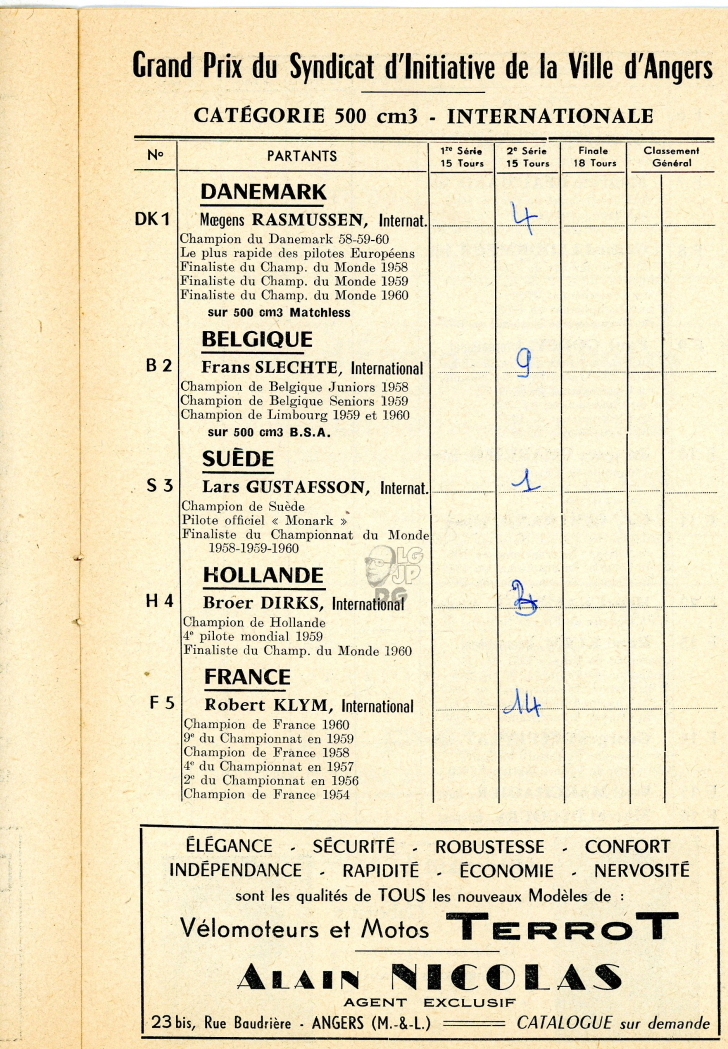 Grand Prix du Syndicat d'Initiative de la Ville d'Angers
CATÉGORIE 500 cm3 - INTERNATIONALE
No PARTANTS 1re Série 15 Tours 2e Série 15 Tours Finale 18 Tours Classement Général
DANEMARK
DK 1 Mœgens RASMUSSEN, Internat. 4
Champion du Danemark 58-59-60
Le plus rapide des pilotes Européens
Finaliste du Champ. du Monde 1958
Finaliste du Champ. du Monde 1959
Finaliste du Champ. du Monde 1960
sur 500 cm3 Matchless
BELGIQUE
B 2 Frans SLECHTE, International 9
Champion de Belgique Juniors 1958
Champion de Belgique Seniors 1959
Champion de Limbourg 1959 et 1960
sur 500 cm3 B.S.A.
SUÈDE
S 3 Lars GUSTAFSSON, Internat. 1
Champion de Suède
Pilote officiel « Monark »
Finaliste du Championnat du Monde
1958-1959-1960
LG
JP
DG
HOLLANDE
H 4 Broer DIRKS, International
Champion de Hollande
4e pilote mondial 1959
Finaliste du Champ. du Monde 1960
FRANCE
F 5 Robert KLYM, International 14
Champion de France 1960
9e du Championnat en 1959
Champion de France 1958
4e du Championnat en 1957
2e du Championnat en 1956
Champion de France 1954
ÉLÉGANCE - SÉCURITÉ - ROBUSTESSE - CONFORT
INDÉPENDANCE - RAPIDITÉ - ÉCONOMIE - NERVOSITÉ
sont les qualités de TOUS les nouveaux Modèles de :
Vélomoteurs et Motos TERROT
ALAIN NICOLAS
AGENT EXCLUSIF
23 bis, Rue Baudrière - ANGERS (M.-&-L.) CATALOGUE sur demande